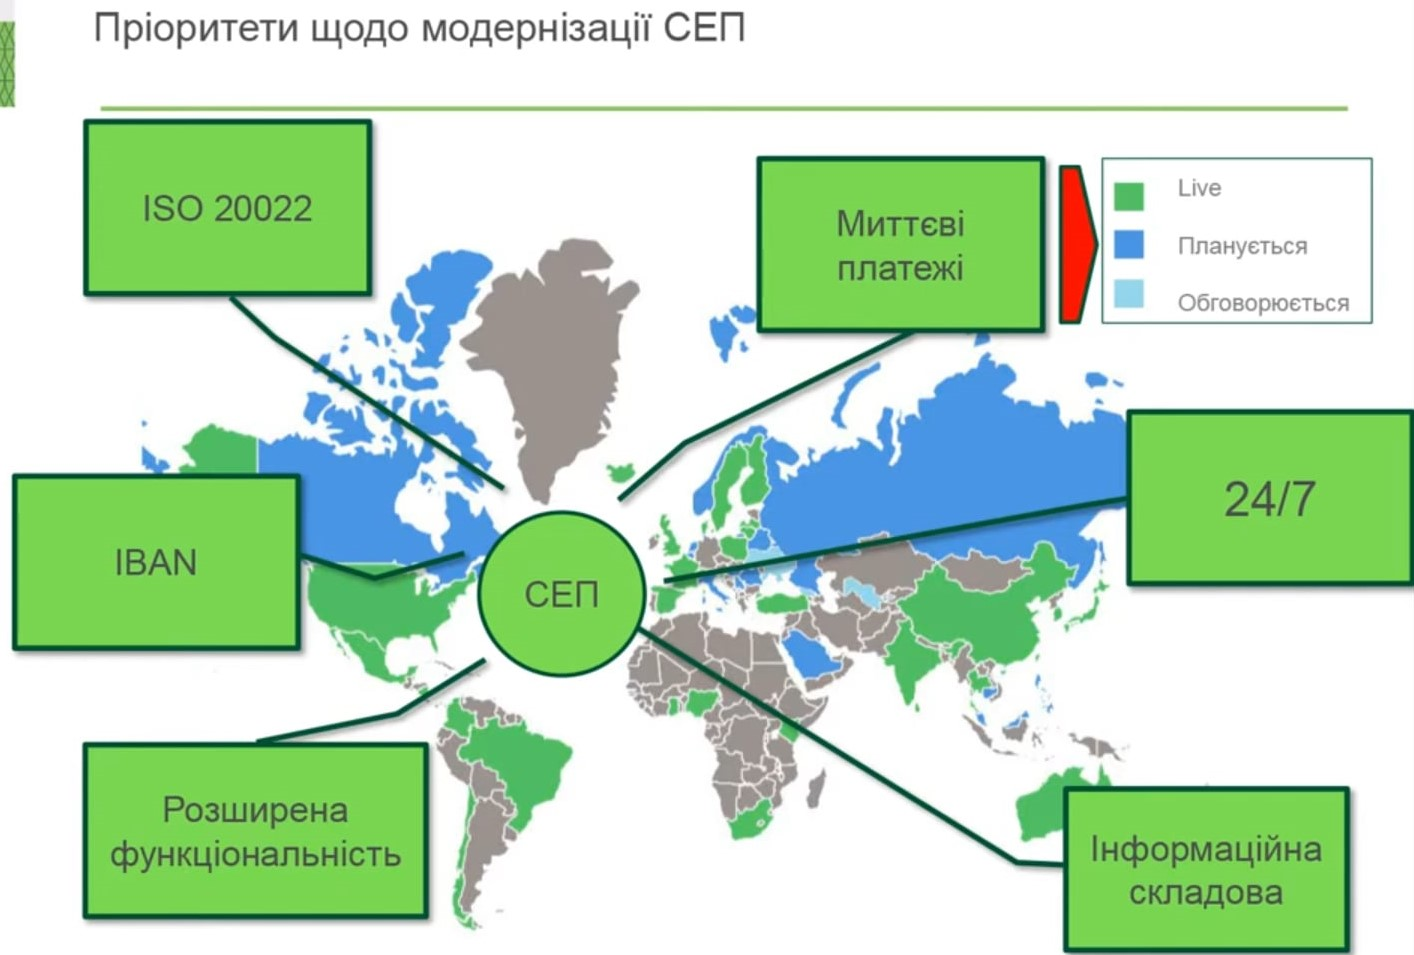 Пріоритети щодо модернізації СЕП
ISO 20022
Миттєві
платежі
Live
Планується
Обговорюється
24/7
IBAN
СЕП
Розширена
функціональність
Інформаційна
складова